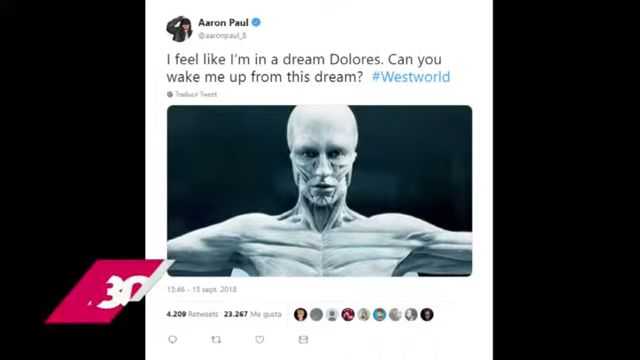 Aaron Paul
@aaronpaul_8
I feel like I'm in a dream Dolores. Can you
wake me up from this dream? #Westworld
Traducir Tweet
13:46 - 13 sept. 2018
4.209 Retweets 23.267 Me gusta
30